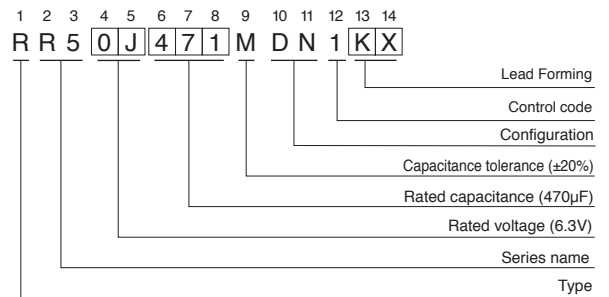 1 2 3 4 5 6 7 8 9 10 11 12 13 14
R R 5 0 J 4 7 1 M D N 1 K X
Lead Forming
Control code
Configuration
Capacitance tolerance (±20%)
Rated capacitance (470µF)
Rated voltage (6.3V)
Series name
Type